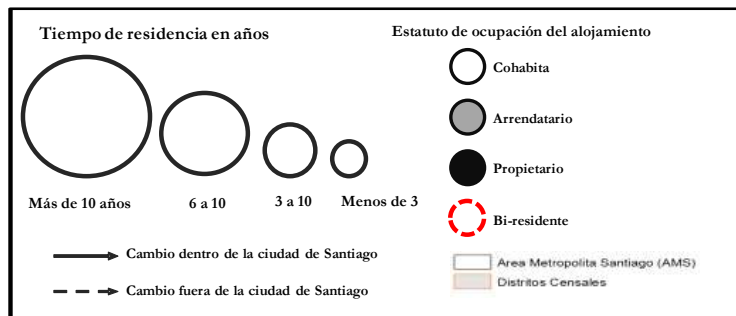 Tiempo de residencia en años
Más de 10 años
6 a 10
3 a 10
Menos de 3
Cambio dentro de la ciudad de Santiago
Cambio fuera de la ciudad de Santiago
Estatuto de ocupación del alojamiento
Cohabita
Arrendatario
Propietario
Bi-residente
Area Metropolita Santiago (AMS)
Distritos Censales